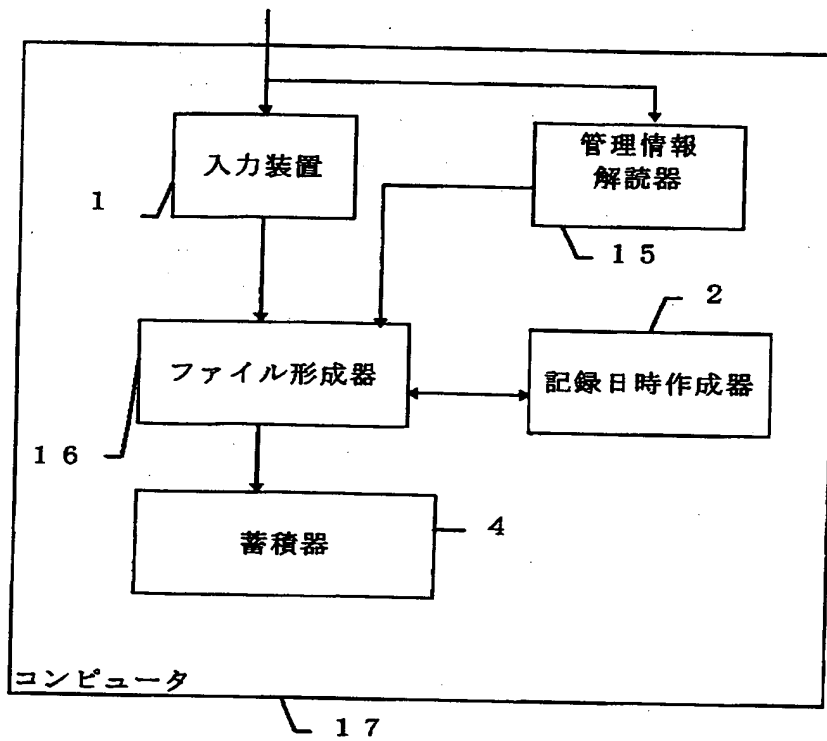 入力装置
管理情報
解読器
1
15
2
ファイル形成器
記録日時作成器
16
蓄積器
4
コンピュータ
17